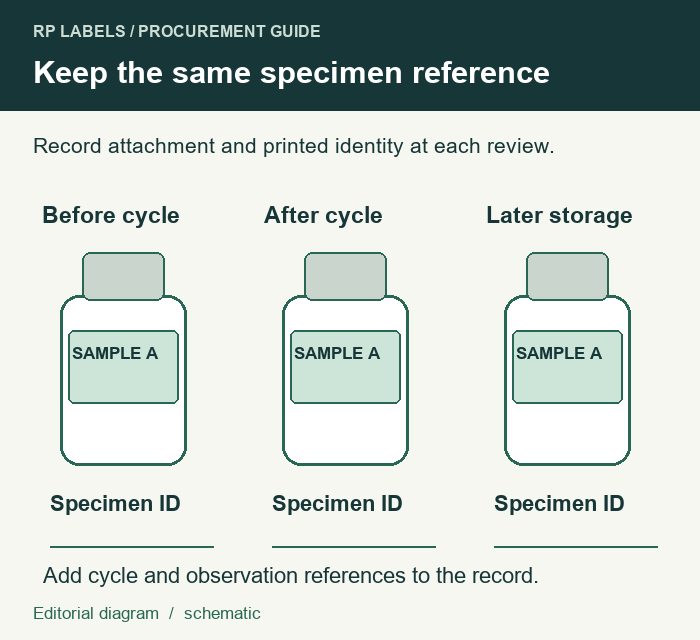 RP LABELS / PROCUREMENT GUIDE
Keep the same specimen reference
Record attachment and printed identity at each review.
Before cycle
After cycle
Later storage
SAMPLE A
SAMPLE A
SAMPLE A
Specimen ID
Specimen ID
Specimen ID
Add cycle and observation references to the record.
Editorial diagram / schematic